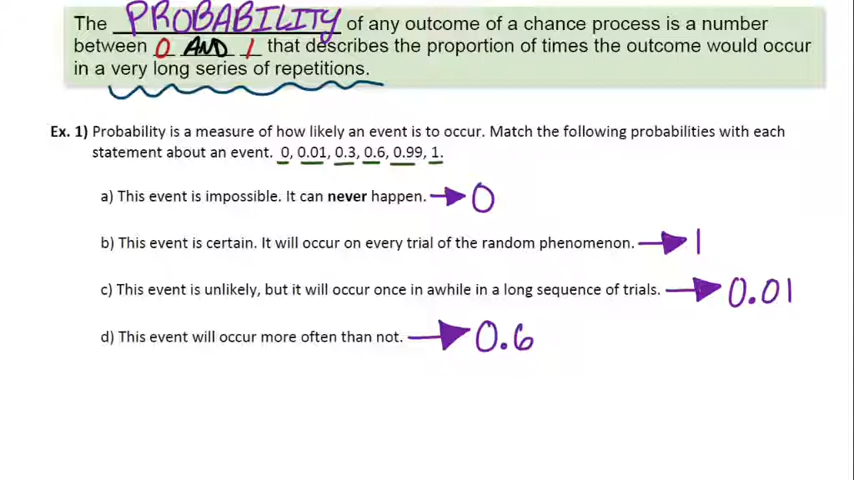 The PROBABILITY of any outcome of a chance process is a number
between 0 AND 1 that describes the proportion of times the outcome would occur
in a very long series of repetitions.
Ex. 1) Probability is a measure of how likely an event is to occur. Match the following probabilities with each
statement about an event. 0, 0.01, 0.3, 0.6, 0.99, 1.
a) This event is impossible. It can never happen. → 0
b) This event is certain. It will occur on every trial of the random phenomenon. → 1
c) This event is unlikely, but it will occur once in awhile in a long sequence of trials. → 0.01
d) This event will occur more often than not. → 0.6